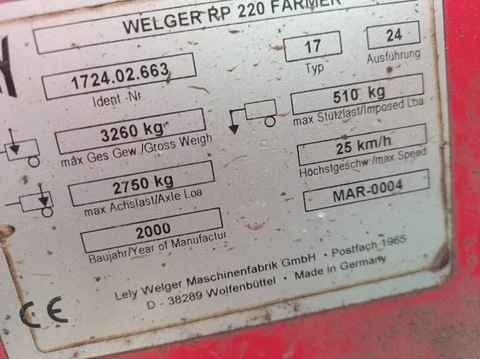 WELGER RP 220 FARMER
1724.02.663
17
24
Ident.-Nr
Typ
Ausführung
3260 kg
510 kg
max Ges Gew /Gross Weigh
max.Stützlast/Imposed Loa
2750 kg
25 km/h
max.Achslast/Axle Loa
Höchstgeschw /max Speed
2000
MAR-0004
Baujahr/Year of Manufactur
Lely Welger Maschinenfabrik GmbH • Postfach 1965
D - 38289 Wolfenbüttel • Made in Germany
CE